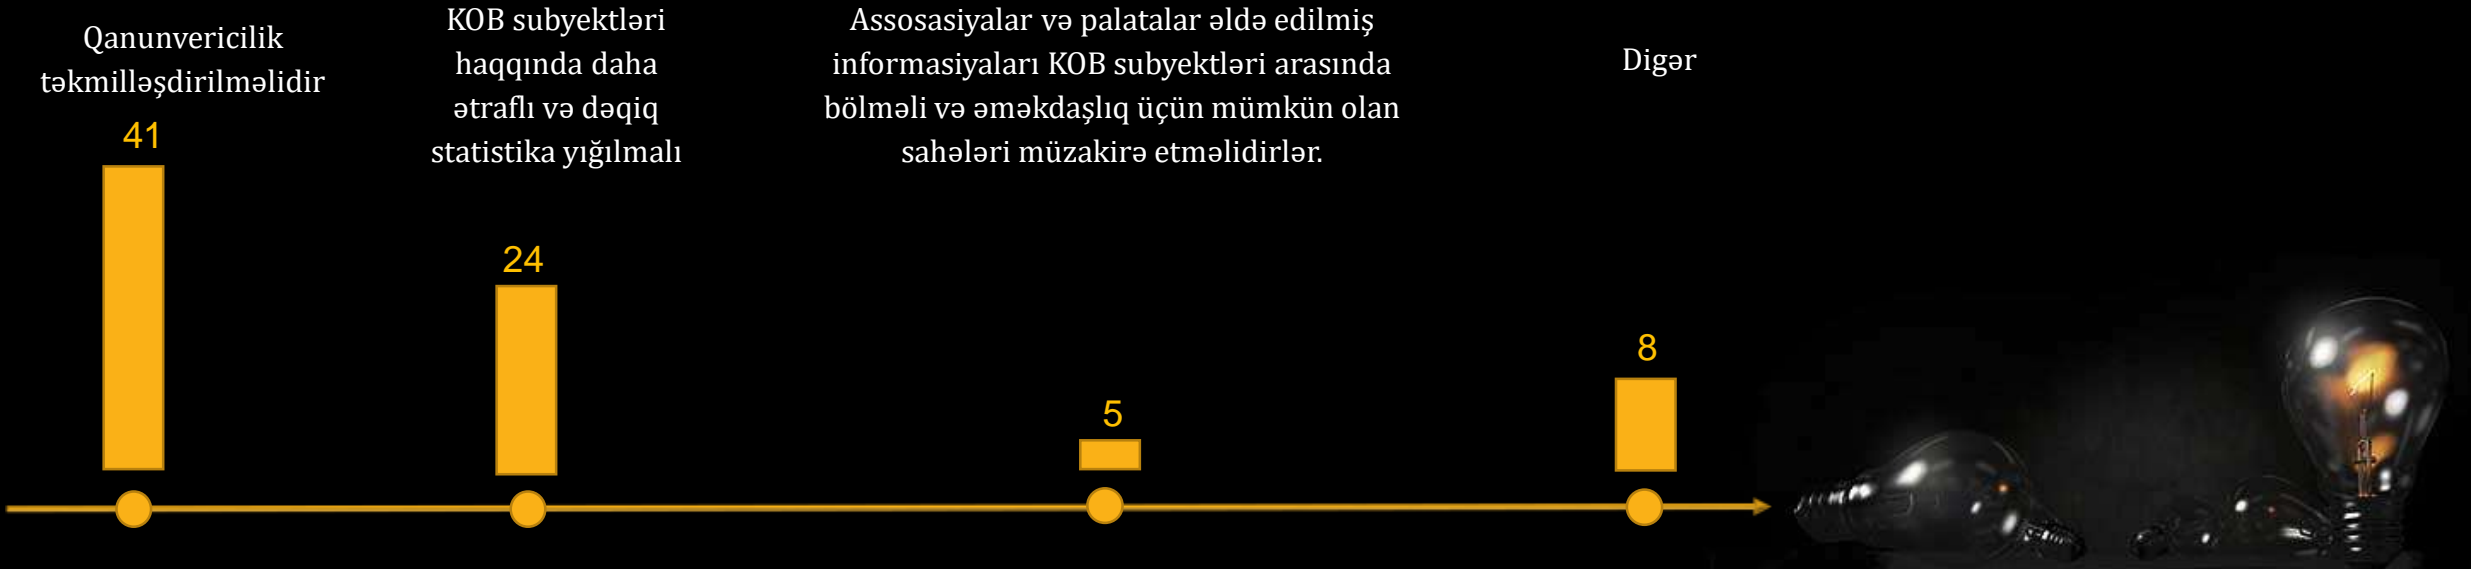 Qanunvericilik
təkmilləşdirilməlidir
41
KOB subyektləri
haqqında daha
ətraflı və dəqiq
statistika yığılmalı
24
Assosasiyalar və palatalar əldə edilmiş
informasiyaları KOB subyektləri arasında
bölməli və əməkdaşlıq üçün mümkün olan
sahələri müzakirə etməlidirlər.
5
Digər
8